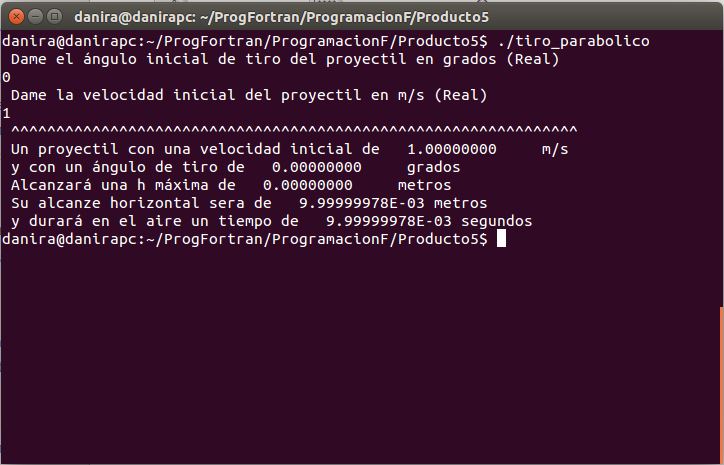 danira@danirapc: ~/ProgFortran/ProgramacionF/Producto5
danira@danirapc:~/ProgFortran/ProgramacionF/Producto5$ ./tiro_parabolico
Dame el ángulo inicial de tiro del proyectil en grados (Real)
0
Dame la velocidad inicial del proyectil en m/s (Real)
1
^^^^^^^^^^^^^^^^^^^^^^^^^^^^^^^^^^^^^^^^^^^^^^^^^^^^^^^^^^^^^^^
Un proyectil con una velocidad inicial de   1.00000000     m/s
y con un ángulo de tiro de   0.00000000     grados
Alcanzará una h máxima de   0.00000000     metros
Su alcanze horizontal sera de   9.99999978E-03 metros
y durará en el aire un tiempo de   9.99999978E-03 segundos
danira@danirapc:~/ProgFortran/ProgramacionF/Producto5$